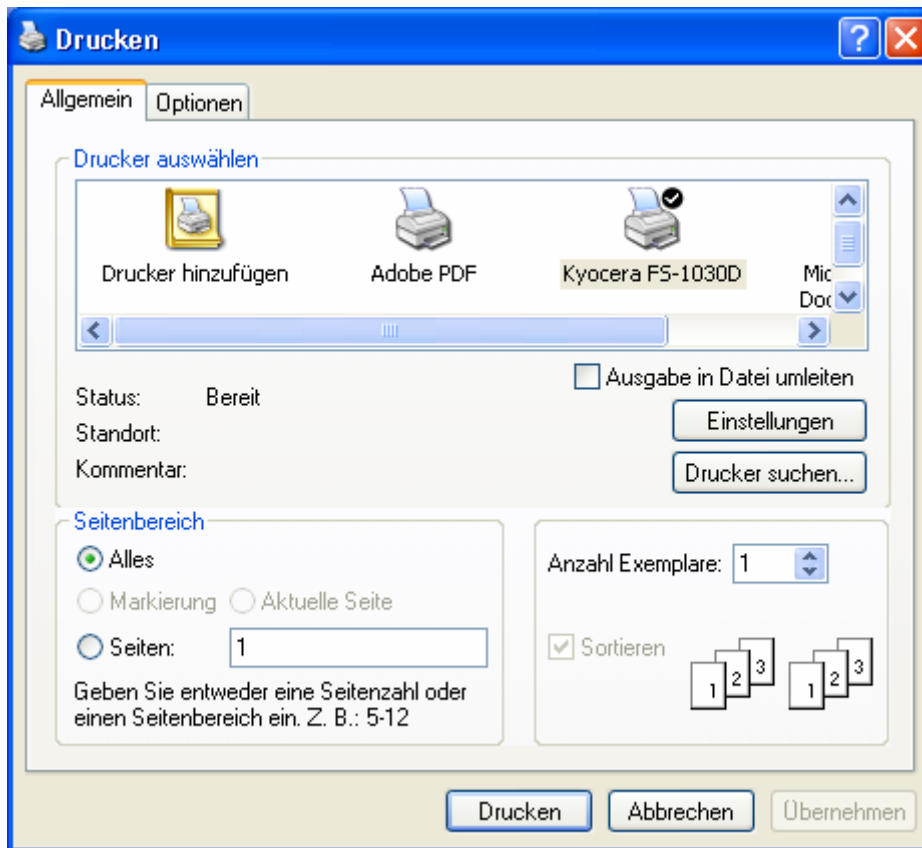 Drucken
Allgemein
Optionen
Drucker auswählen
Drucker hinzufügen
Adobe PDF
Kyocera FS-1030D
Mic
Doc
Ausgabe in Datei umleiten
Status: Bereit
Standort:
Einstellungen
Kommentar:
Drucker suchen...
Seitenbereich
Alles
Markierung
Aktuelle Seite
Seiten: 1
Geben Sie entweder eine Seitenzahl oder
einen Seitenbereich ein. Z. B.: 5-12
Anzahl Exemplare: 1
Sortieren
1 2 3 1 2 3
Drucken
Abbrechen
Übernehmen